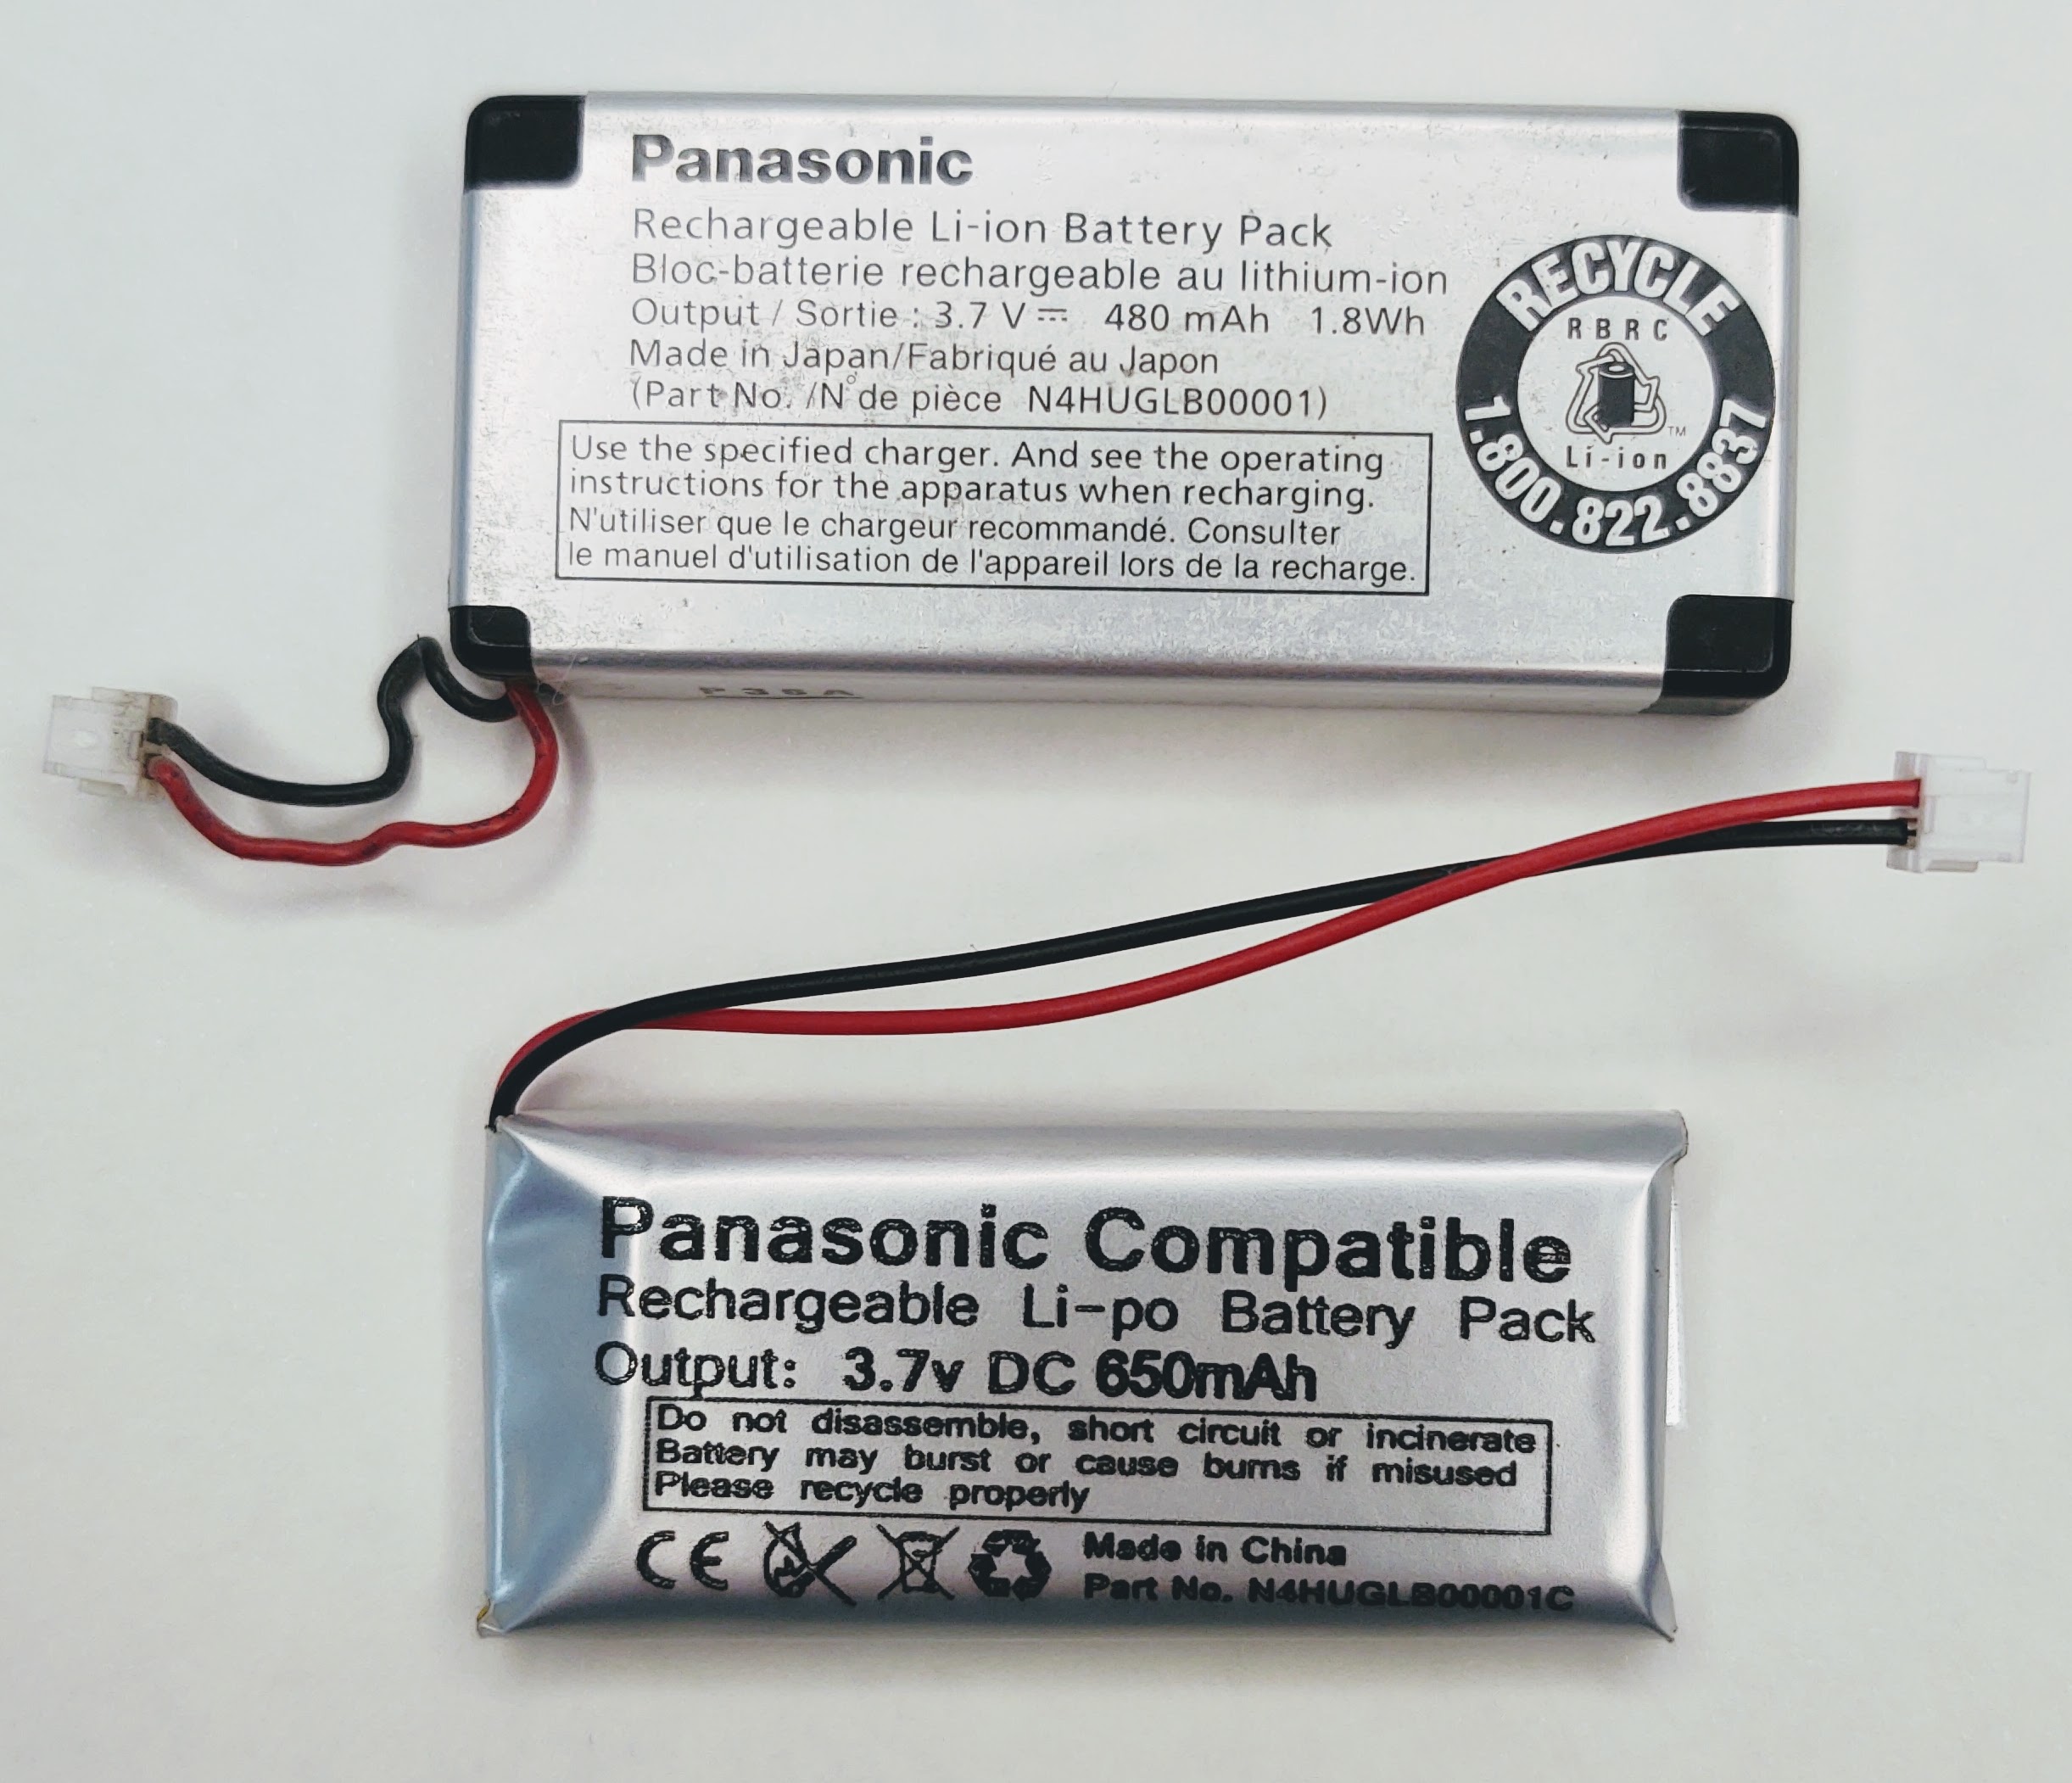 Panasonic
Rechargeable Li-ion Battery Pack
Bloc-batterie rechargeable au lithium-ion
Output / Sortie : 3.7 V ⎓ 480 mAh 1.8Wh
Made in Japan/Fabriqué au Japon
(Part No. /N° de pièce N4HUGLB00001)
Use the specified charger. And see the operating
instructions for the apparatus when recharging.
N'utiliser que le chargeur recommandé. Consulter
le manuel d'utilisation de l'appareil lors de la recharge.
RECYCLE
RBRC
TM
Li-ion
1.800.822.8837
P36A
Panasonic Compatible
Rechargeable Li-po Battery Pack
Output: 3.7v DC 650mAh
Do not disassemble, short circuit or incinerate
Battery may burst or cause burns if misused
Please recycle properly
CE
Made in China
Part No. N4HUGLB00001C